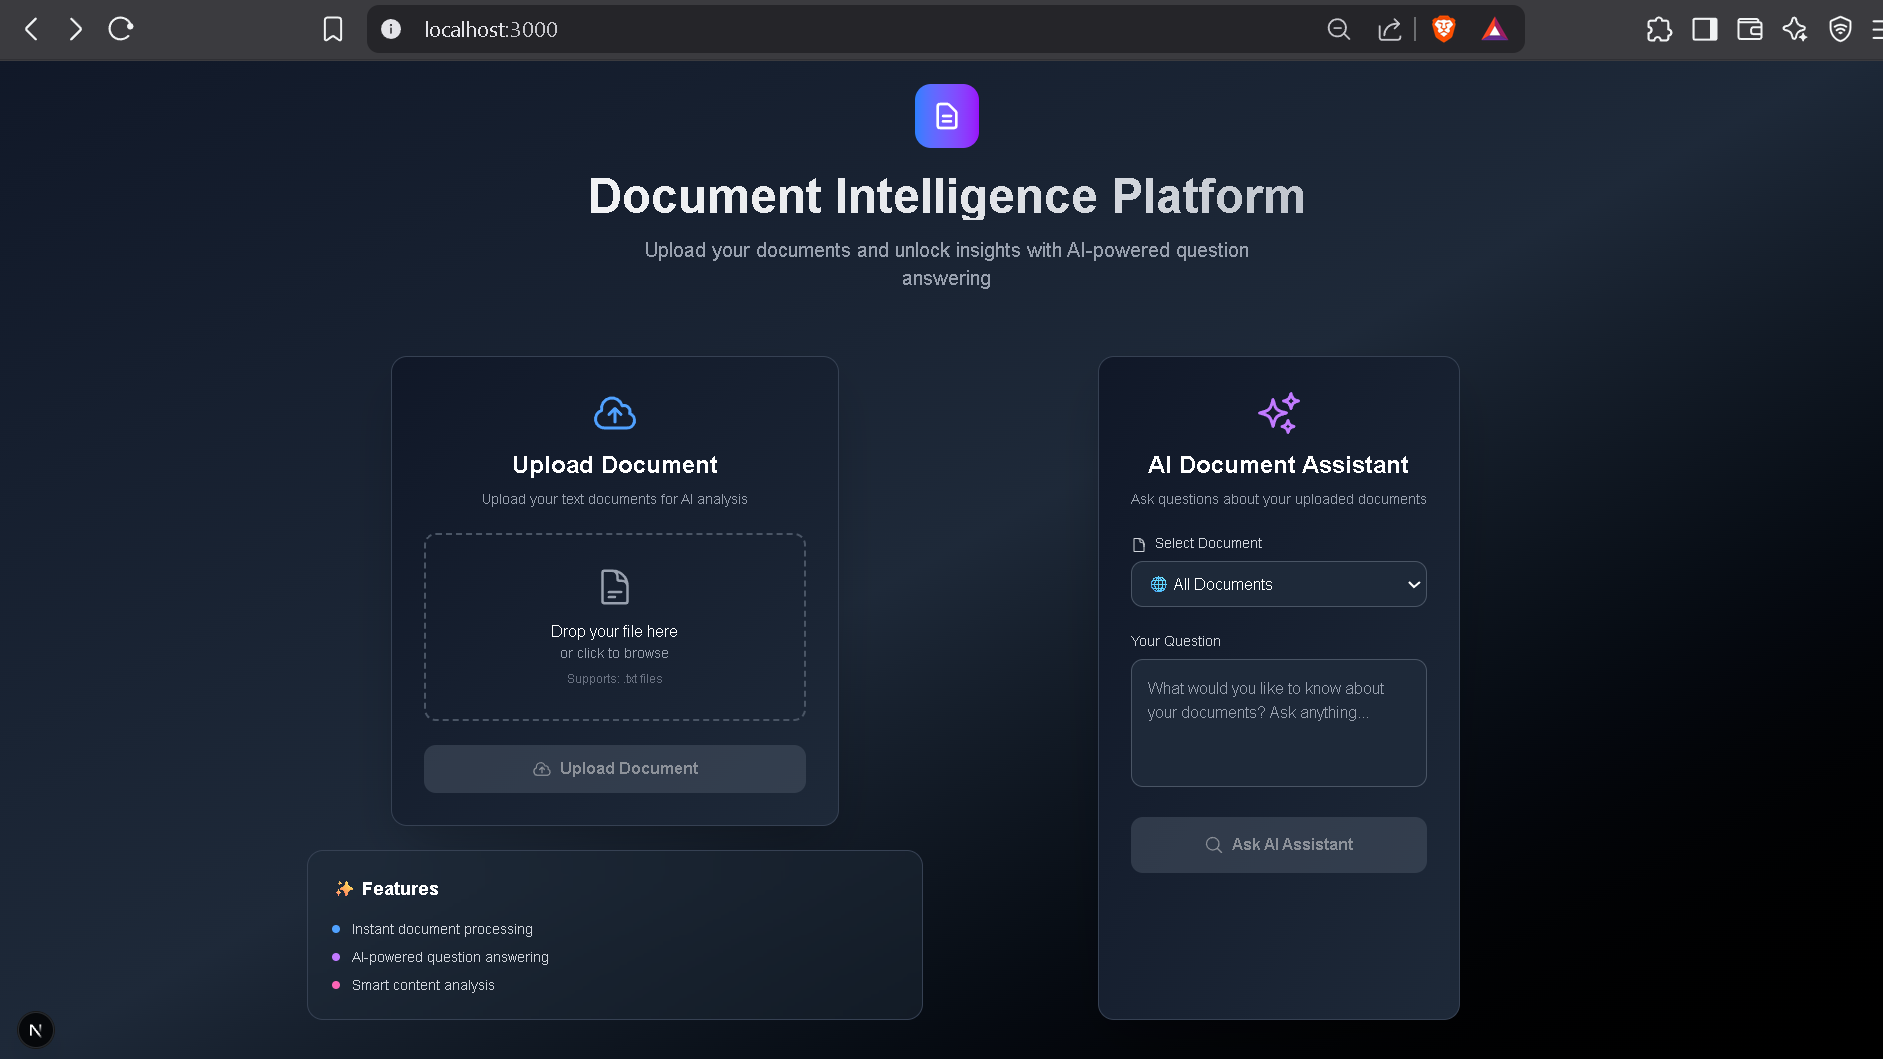 localhost:3000
Document Intelligence Platform
Upload your documents and unlock insights with AI-powered question
answering
Upload Document
Upload your text documents for AI analysis
Drop your file here
or click to browse
Supports: .txt files
Upload Document
Features
Instant document processing
AI-powered question answering
Smart content analysis
AI Document Assistant
Ask questions about your uploaded documents
Select Document
All Documents
Your Question
What would you like to know about
your documents? Ask anything...
Ask AI Assistant
N